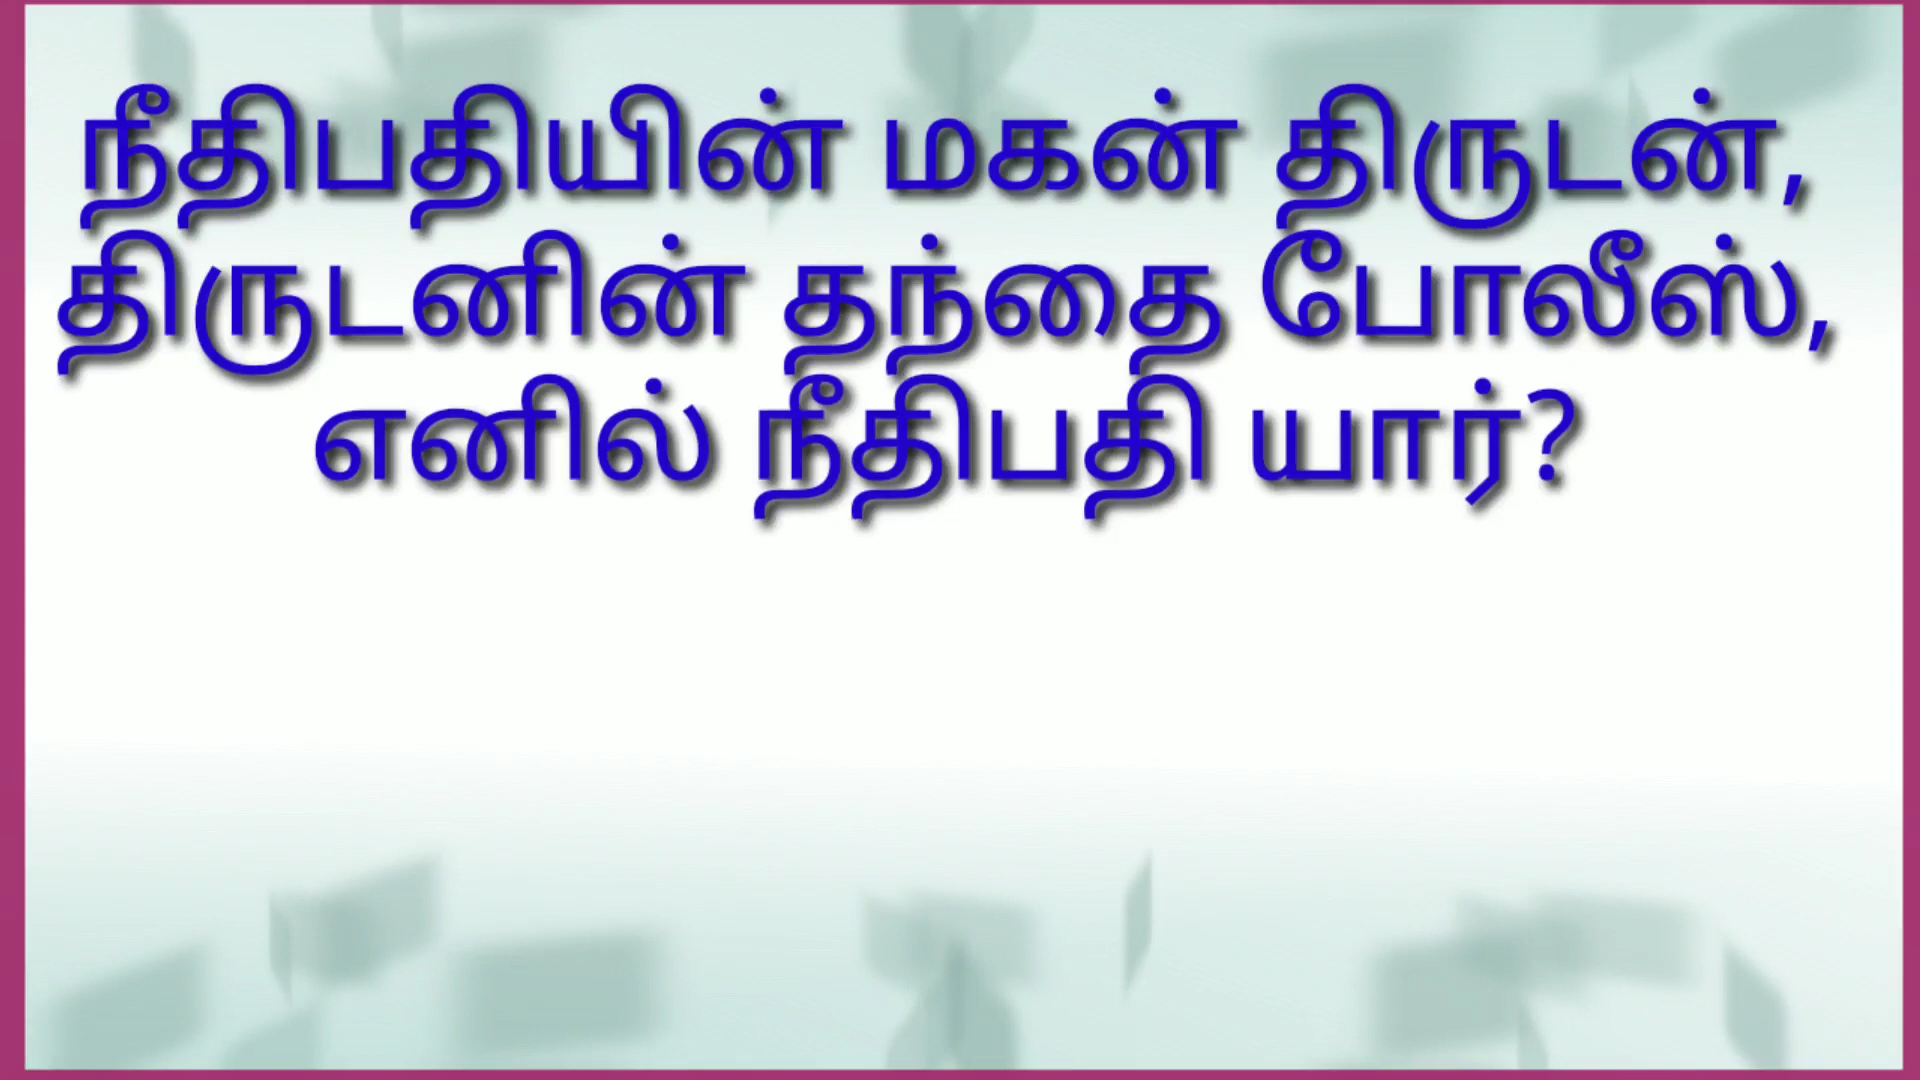 நீதிபதியின் மகன் திருடன்,
திருடனின் தந்தை போலீஸ்,
எனில் நீதிபதி யார்?